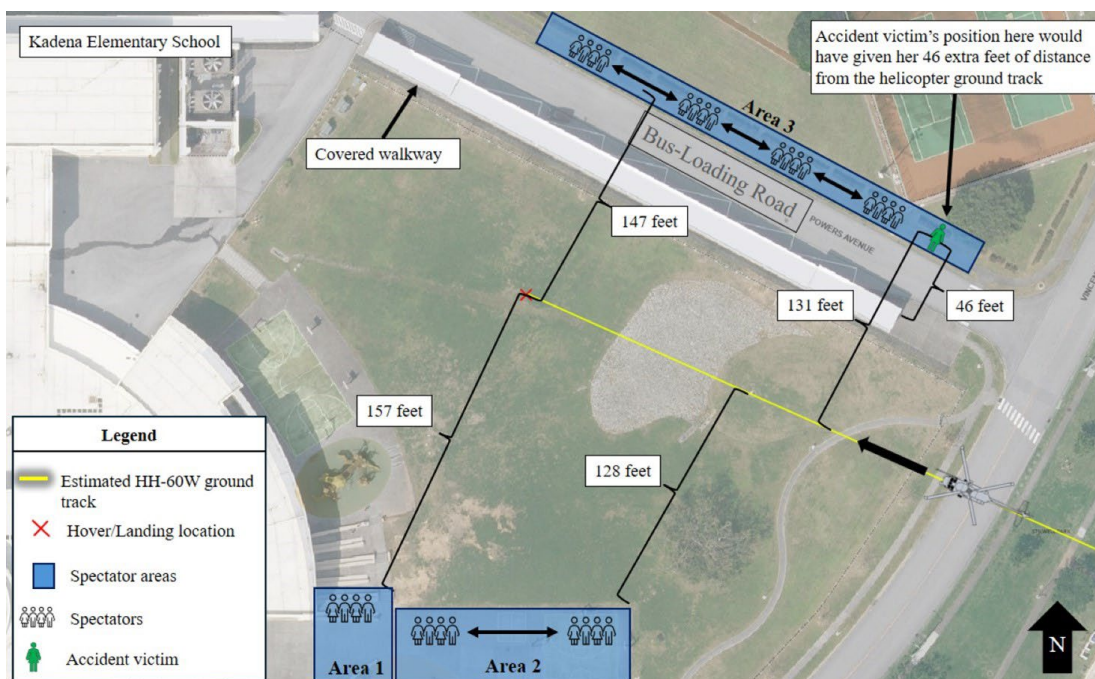 Kadena Elementary School
Accident victim's position here would
have given her 46 extra feet of distance
from the helicopter ground track
Covered walkway
Area 3
Bus-Loading Road
POWERS AVENUE
147 feet
131 feet
46 feet
157 feet
128 feet
Legend
Estimated HH-60W ground
track
Hover/Landing location
Spectator areas
Spectators
Accident victim
Area 1
Area 2
N